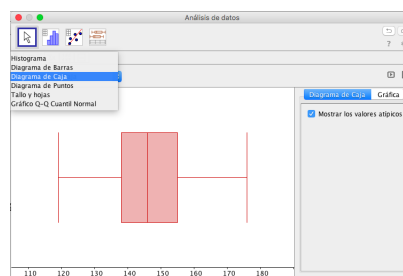 Análisis de datos
Histograma
Diagrama de Barras
Diagrama de Caja
Diagrama de Puntos
Tallo y hojas
Gráfico Q-Q Cuantil Normal
?
Diagrama de Caja Gráfica
Mostrar los valores atípicos
110 120 130 140 150 160 170 180